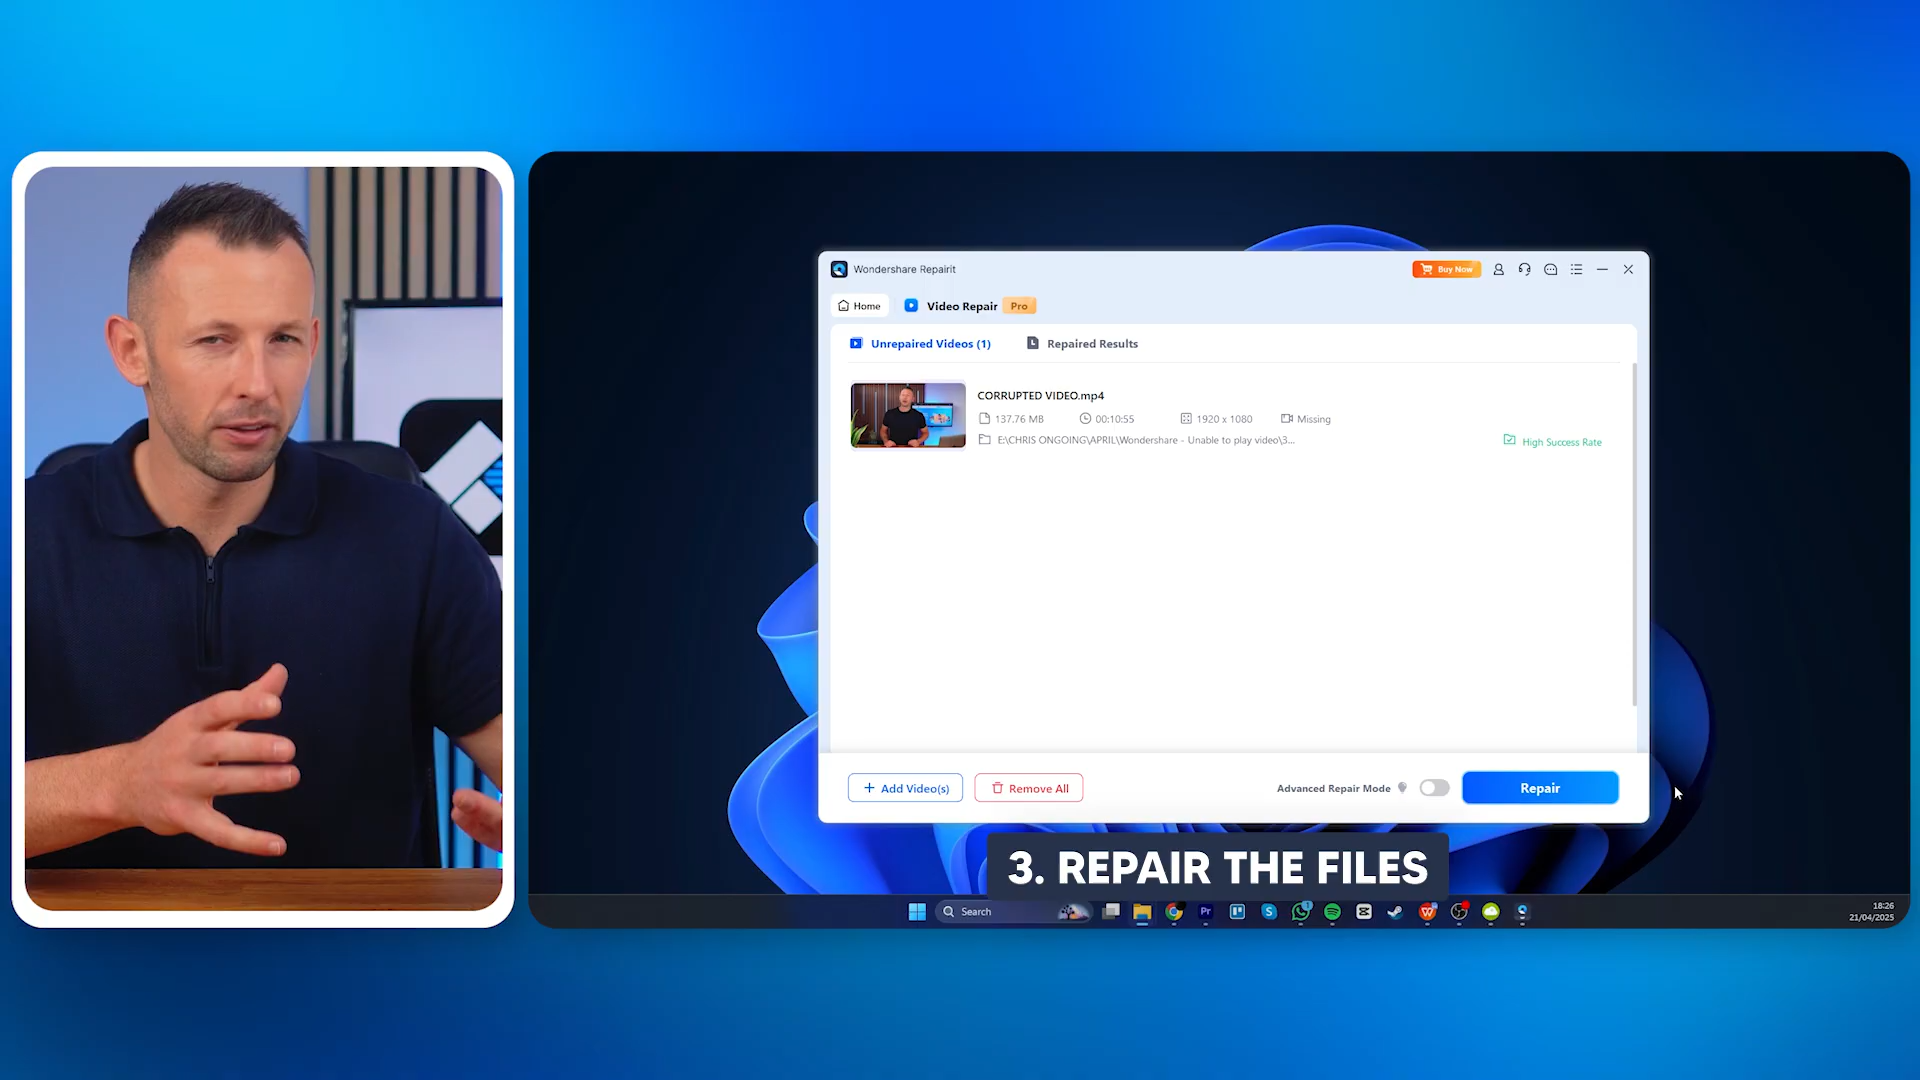 Wondershare Repairit
Buy Now
Home
Video Repair
Pro
Unrepaired Videos (1)
Repaired Results
CORRUPTED VIDEO.mp4
137.76 MB
00:10:55
1920 x 1080
Missing
E:\CHRIS ONGOING\APRIL\Wondershare - Unable to play video\3...
High Success Rate
+ Add Video(s)
Remove All
Advanced Repair Mode
Repair
3. REPAIR THE FILES
Search
Pr
1
18:26
21/04/2025